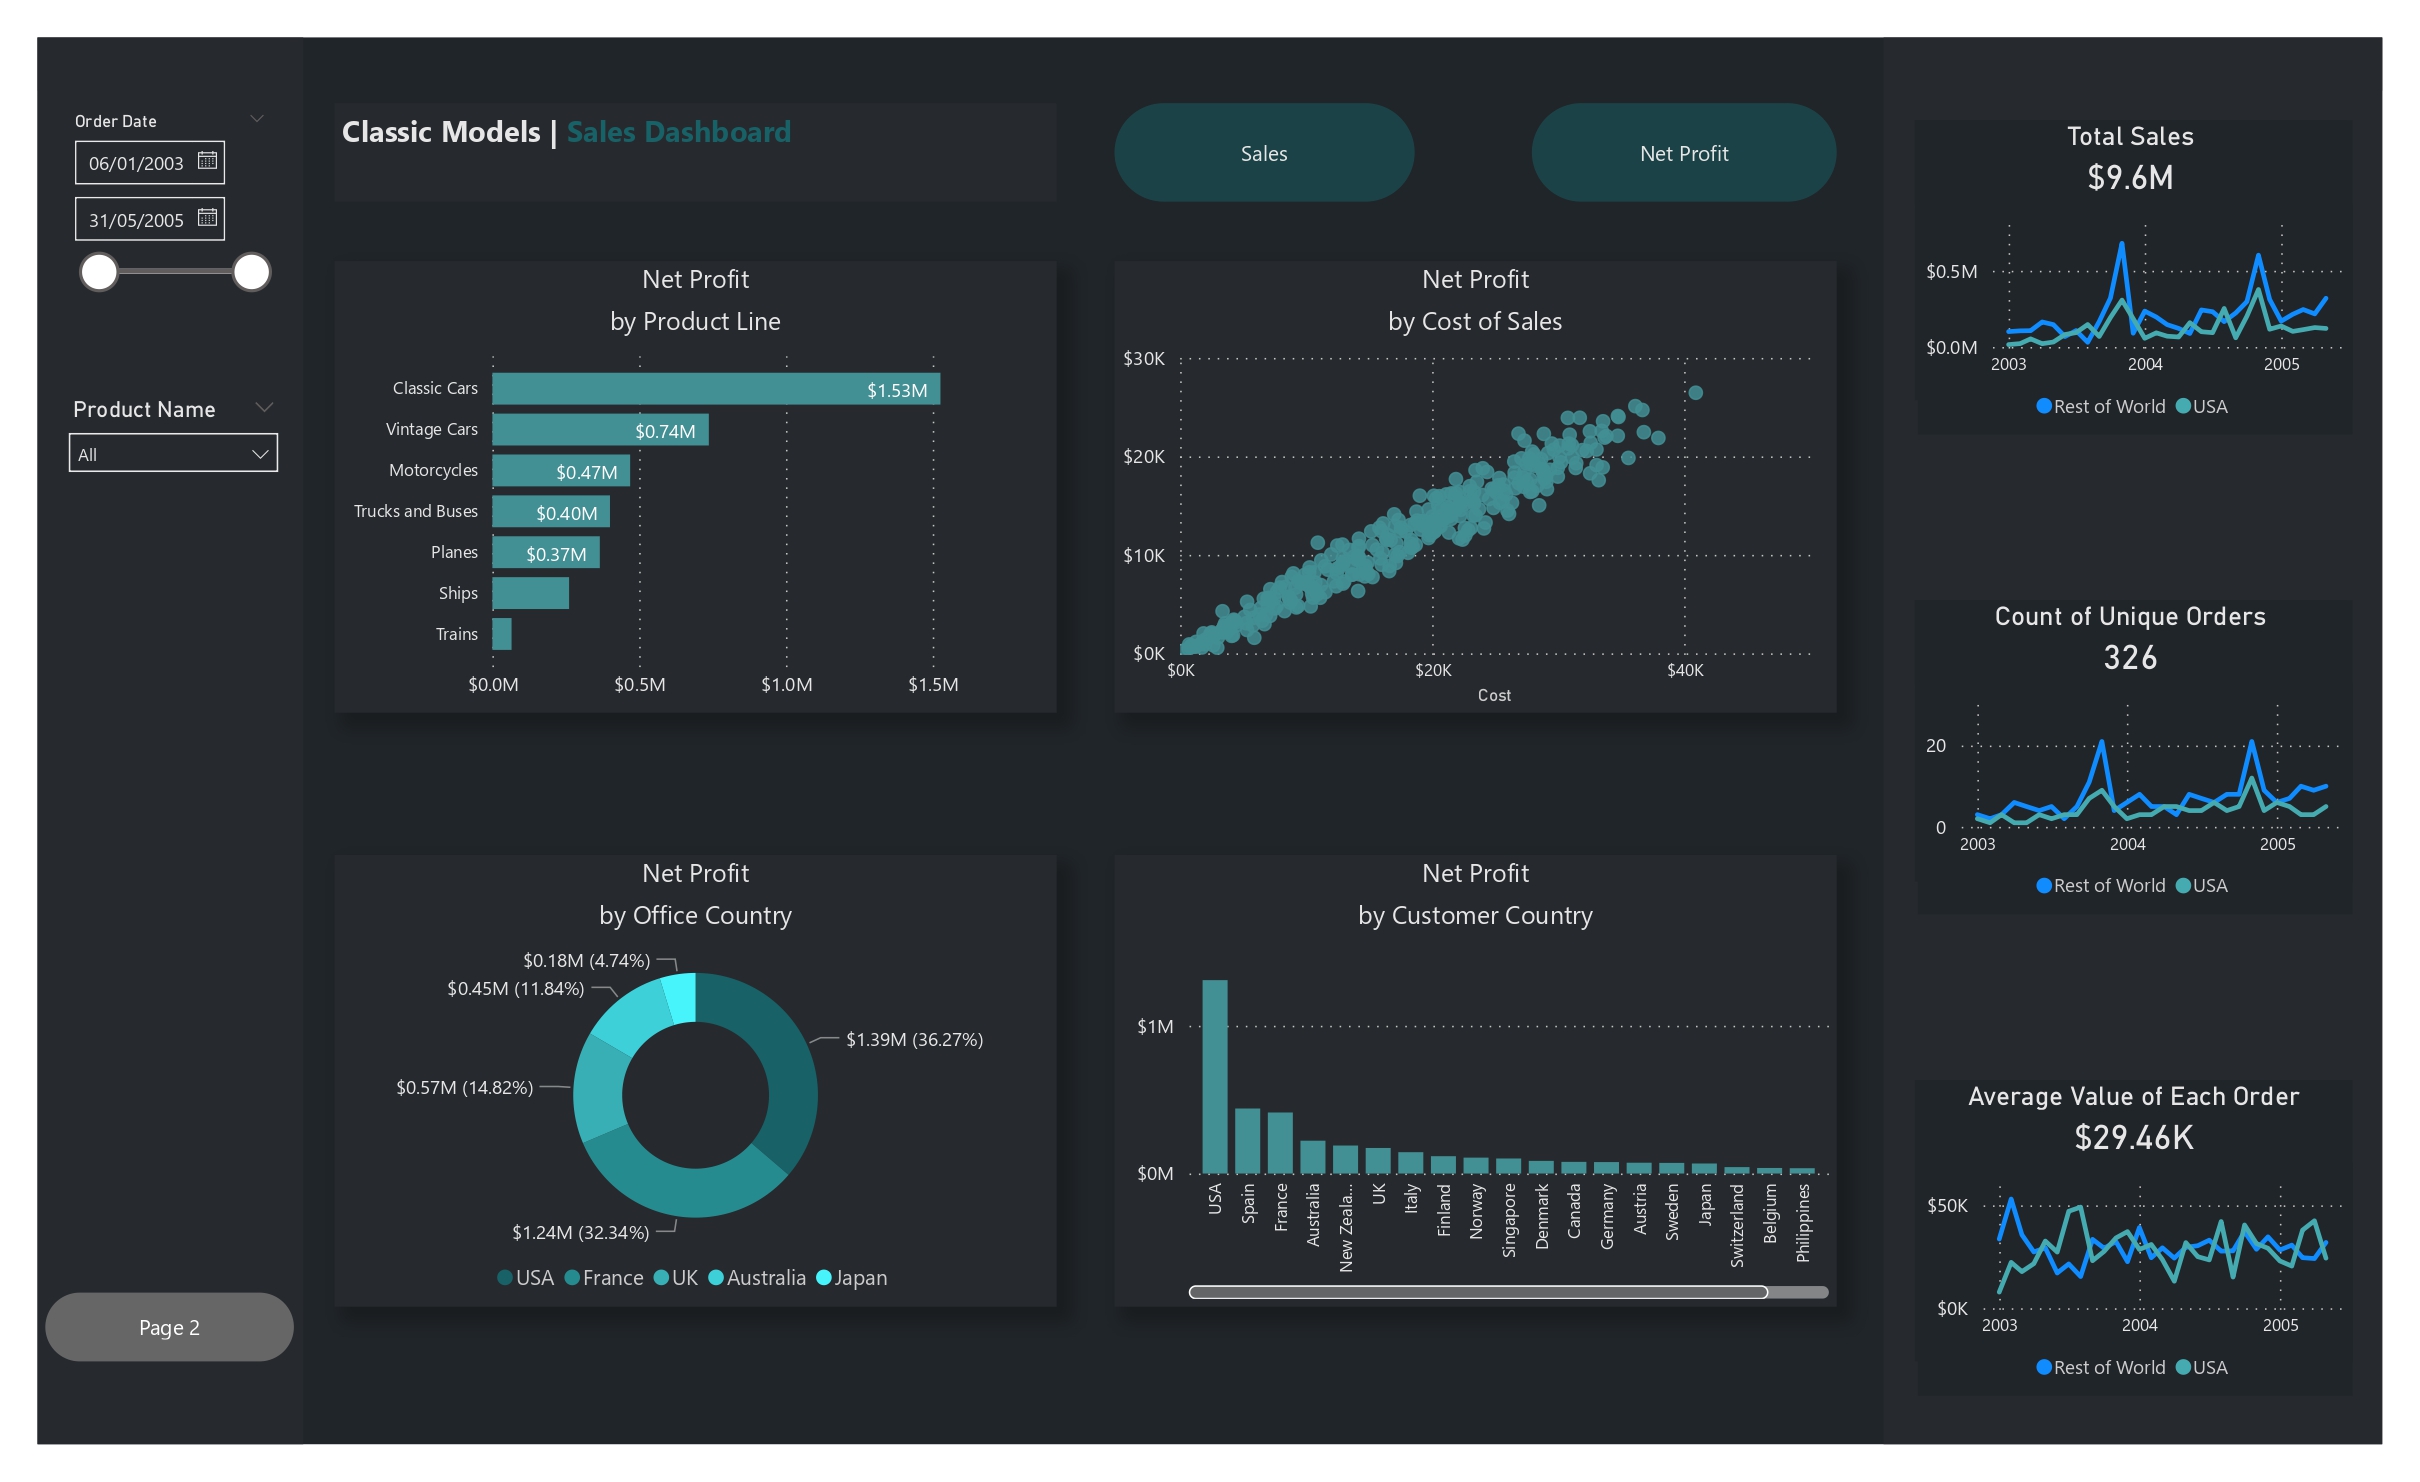 Order Date
06/01/2003
31/05/2005
Product Name
All
Page 2
Classic Models | Sales Dashboard
Sales
Net Profit
Net Profit
by Product Line
Classic Cars
$1.53M
Vintage Cars
$0.74M
Motorcycles
$0.47M
Trucks and Buses
$0.40M
Planes
$0.37M
Ships
Trains
$0.0M $0.5M $1.0M $1.5M
Net Profit
by Cost of Sales
$30K
$20K
$10K
$0K
$0K $20K $40K
Cost
Net Profit
by Office Country
$0.18M (4.74%)
$0.45M (11.84%)
$1.39M (36.27%)
$0.57M (14.82%)
$1.24M (32.34%)
USA France UK Australia Japan
Net Profit
by Customer Country
$1M
$0M
USA
Spain
France
Australia
New Zeala...
UK
Italy
Finland
Norway
Singapore
Denmark
Canada
Germany
Austria
Sweden
Japan
Switzerland
Belgium
Philippines
Total Sales
$9.6M
$0.5M
$0.0M
2003 2004 2005
Rest of World USA
Count of Unique Orders
326
20
0
2003 2004 2005
Rest of World USA
Average Value of Each Order
$29.46K
$50K
$0K
2003 2004 2005
Rest of World USA